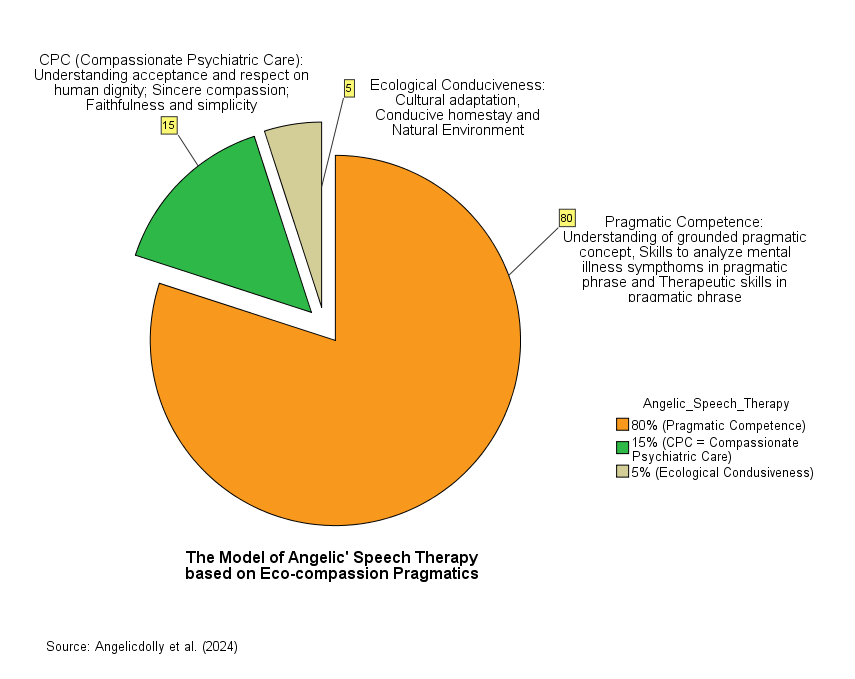 CPC (Compassionate Psychiatric Care):
Understanding acceptance and respect on
human dignity; Sincere compassion;
Faithfulness and simplicity
15
5
Ecological Conduciveness:
Cultural adaptation,
Conducive homestay and
Natural Environment
80
Pragmatic Competence:
Understanding of grounded pragmatic
concept, Skills to analyze mental
illness sympthoms in pragmatic
phrase and Therapeutic skills in
pragmatic phrase
Angelic_Speech_Therapy
80% (Pragmatic Competence)
15% (CPC = Compassionate
Psychiatric Care)
5% (Ecological Condusiveness)
The Model of Angelic' Speech Therapy
based on Eco-compassion Pragmatics
Source: Angelicdolly et al. (2024)